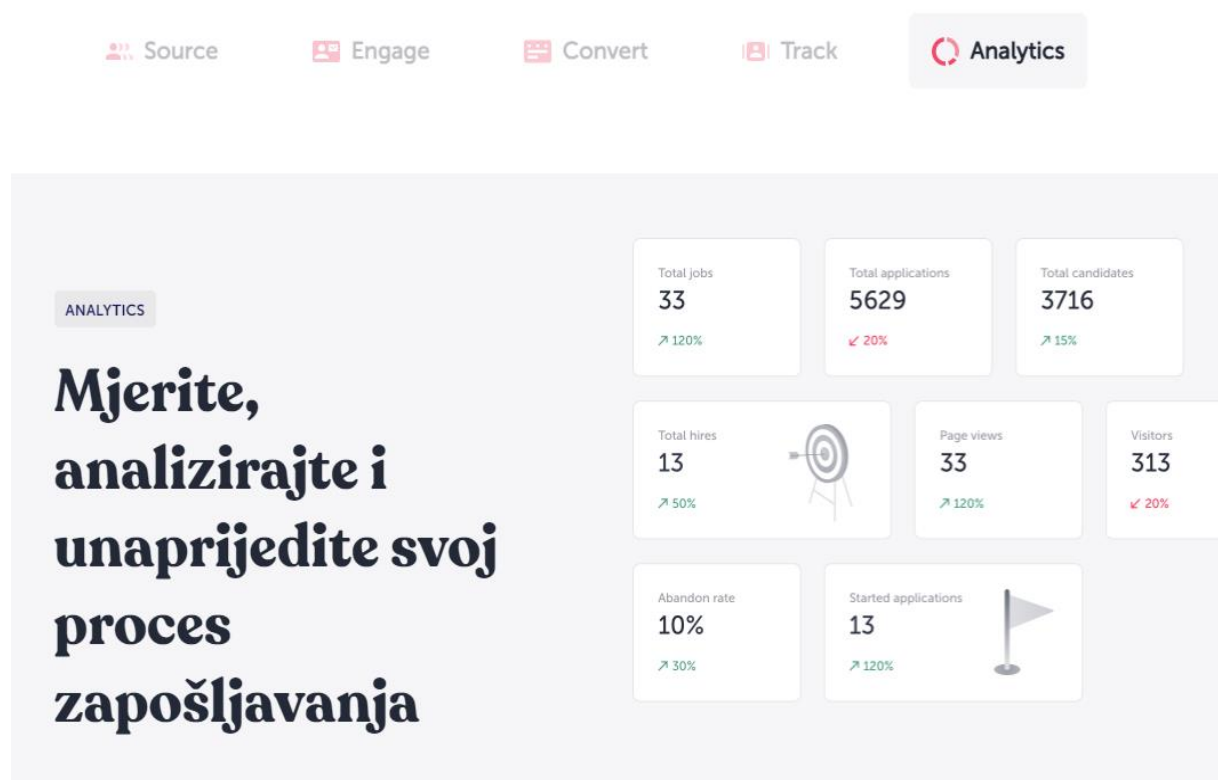 Source
Engage
Convert
Track
Analytics
ANALYTICS
Mjerite,
analizirajte i
unaprijedite svoj
proces
zapošljavanja
Total jobs
33
↗ 120%
Total applications
5629
↙ 20%
Total candidates
3716
↗ 15%
Total hires
13
↗ 50%
Page views
33
↗ 120%
Visitors
313
↙ 20%
Abandon rate
10%
↗ 30%
Started applications
13
↗ 120%